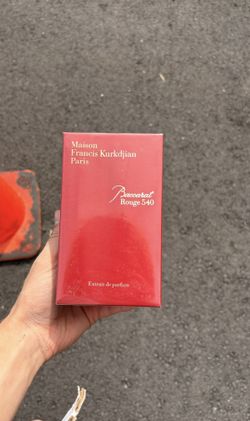 Maison
Francis Kurkdjian
Paris
Baccarat
Rouge 540
Extrait de parfum